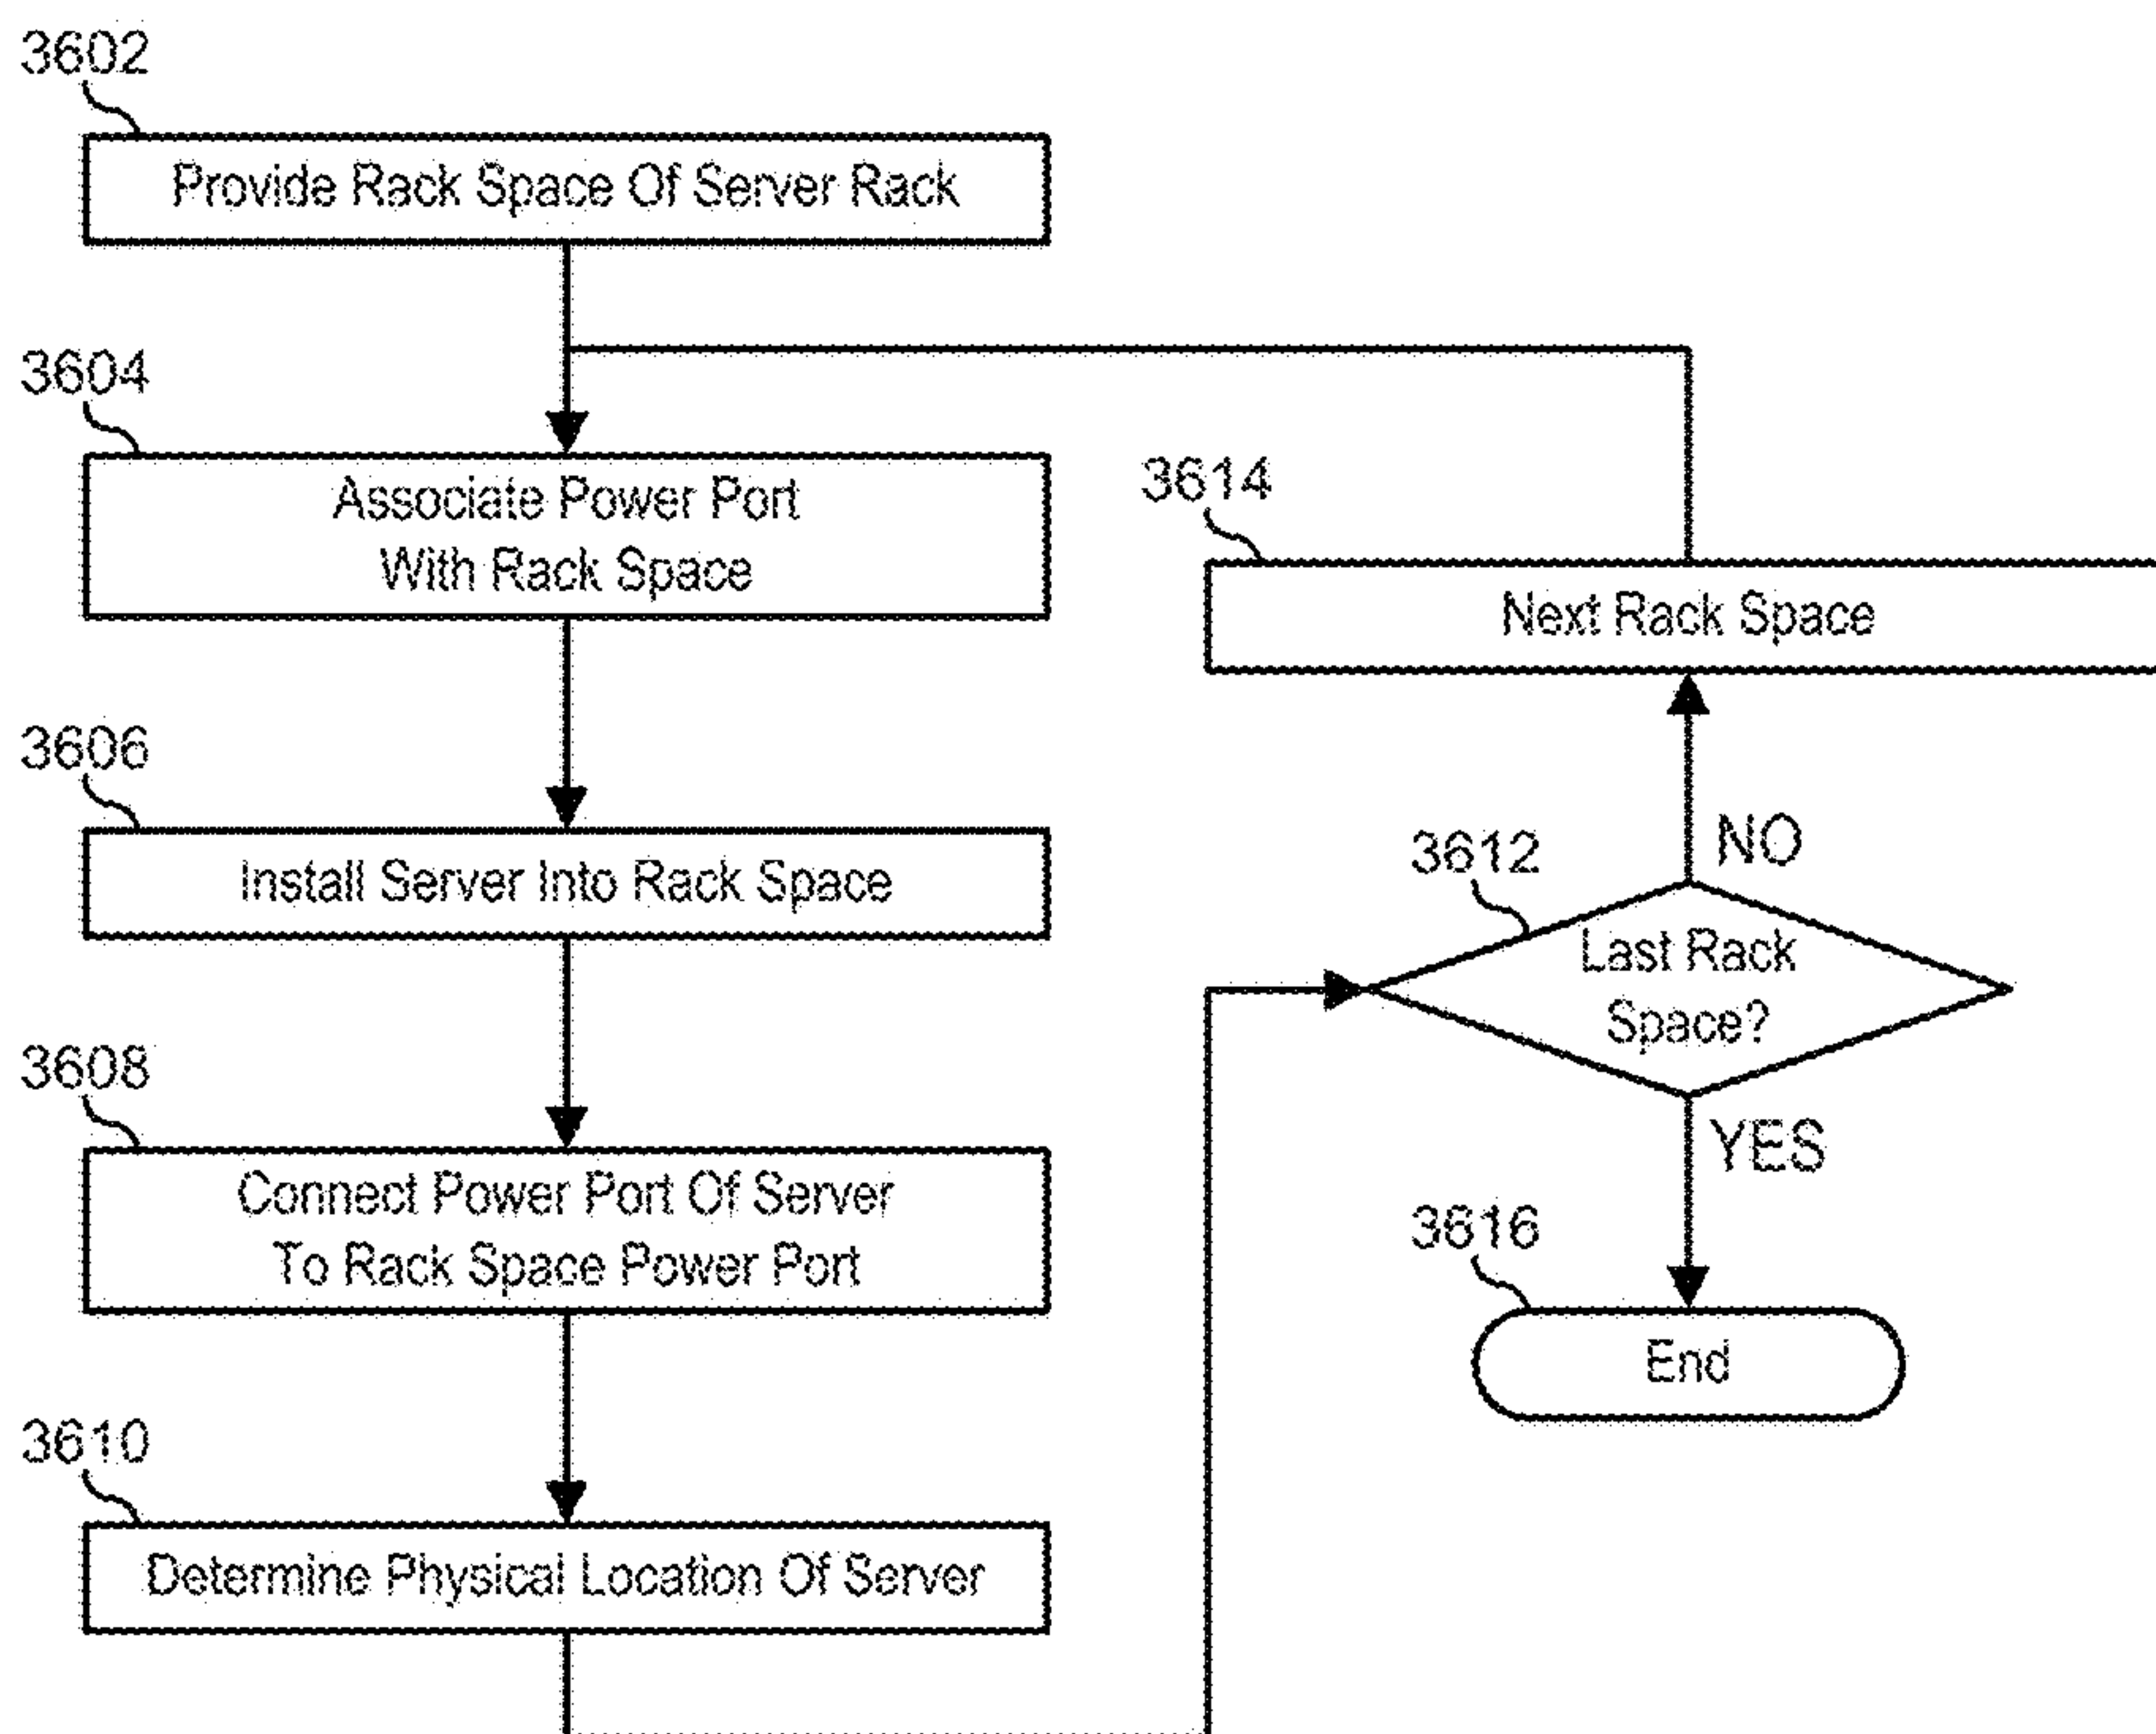 3602
Provide Rack Space Of Server Rack
3604
Associate Power Port
With Rack Space
3606
Install Server Into Rack Space
3608
Connect Power Port Of Server
To Rack Space Power Port
3610
Determine Physical Location Of Server
3612
Last Rack
Space?
NO
3614
Next Rack Space
YES
3616
End